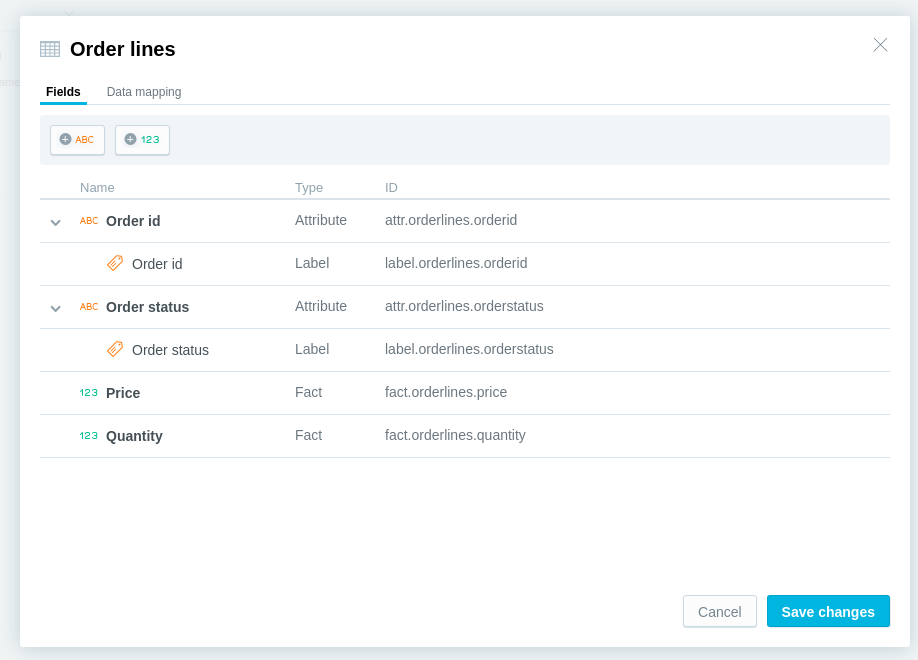 Order lines
Fields Data mapping
ABC 123
Name Type ID
ABC Order id Attribute attr.orderlines.orderid
Order id Label label.orderlines.orderid
ABC Order status Attribute attr.orderlines.orderstatus
Order status Label label.orderlines.orderstatus
123 Price Fact fact.orderlines.price
123 Quantity Fact fact.orderlines.quantity
Cancel Save changes